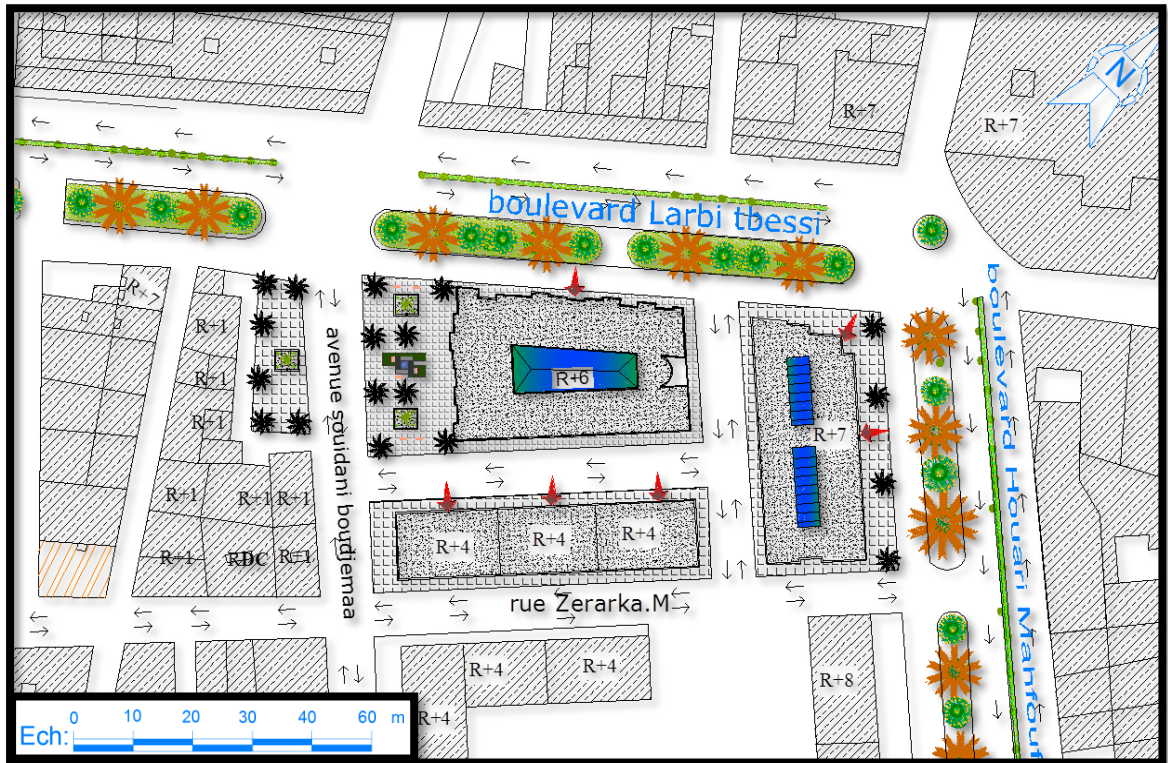 R+7
R+7
N
boulevard Larbi tbessi
R+7
R+1
R+1
R+1
R+1
R+1
R+1
R+1
RDC
R+1
avenue souidani boudjemaa
R+6
R+7
R+4
R+4
R+4
rue Zerarka.M
boulevard Houari Mahfouf
R+4
R+4
R+4
R+8
Ech:
0 10 20 30 40 60 m